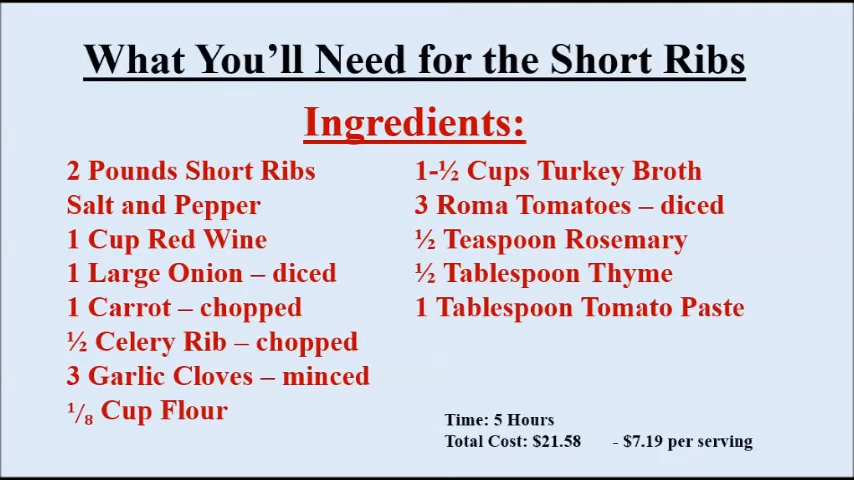 What You’ll Need for the Short Ribs
Ingredients:
2 Pounds Short Ribs
Salt and Pepper
1 Cup Red Wine
1 Large Onion – diced
1 Carrot – chopped
½ Celery Rib – chopped
3 Garlic Cloves – minced
1/8 Cup Flour
1-½ Cups Turkey Broth
3 Roma Tomatoes – diced
½ Teaspoon Rosemary
½ Tablespoon Thyme
1 Tablespoon Tomato Paste
Time: 5 Hours
Total Cost: $21.58 - $7.19 per serving